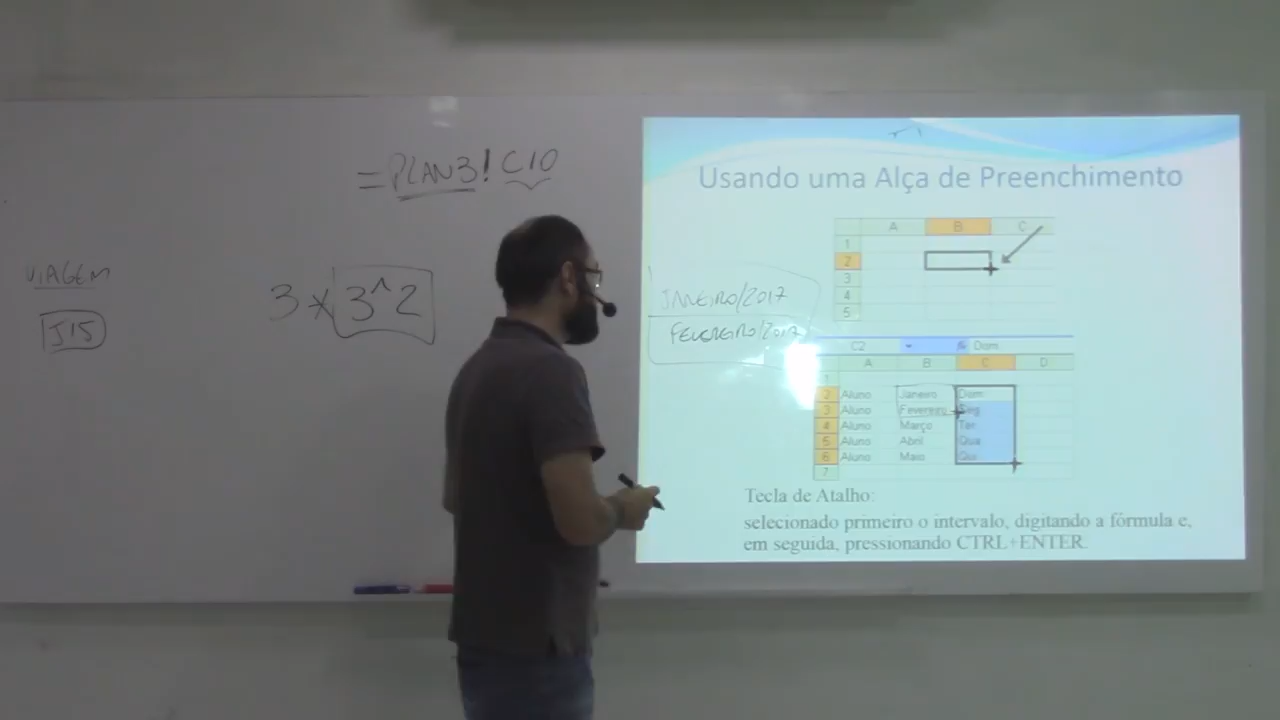 =PLAN3!C10
VIAGEM
J15
3 x 3^2
JANEIRO/2017
FEVEREIRO/2017
Usando uma Alça de Preenchimento
A B C
1
2
3
4
5
C2 Dom
A B C D
1
2 Aluno Janeiro Dom
3 Aluno Fevereiro Seg
4 Aluno Março Ter
5 Aluno Abril Qua
6 Aluno Maio Qui
7
Tecla de Atalho:
selecionado primeiro o intervalo, digitando a fórmula e,
em seguida, pressionando CTRL+ENTER.